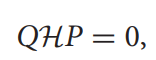 QℋP = 0,